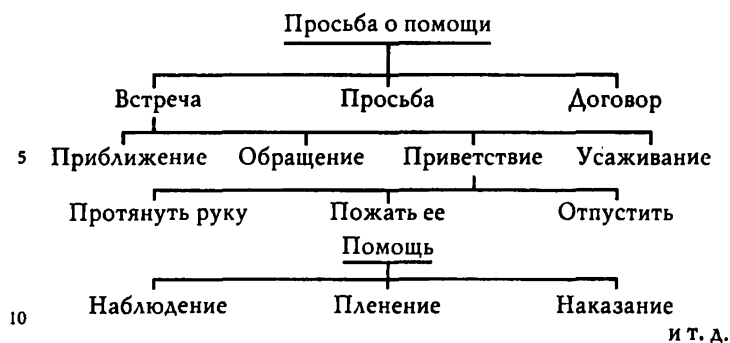 Просьба о помощи
Встреча Просьба Договор
5 Приближение Обращение Приветствие Усаживание
Протянуть руку Пожать ее Отпустить
Помощь
Наблюдение Пленение Наказание
10
и т. д.